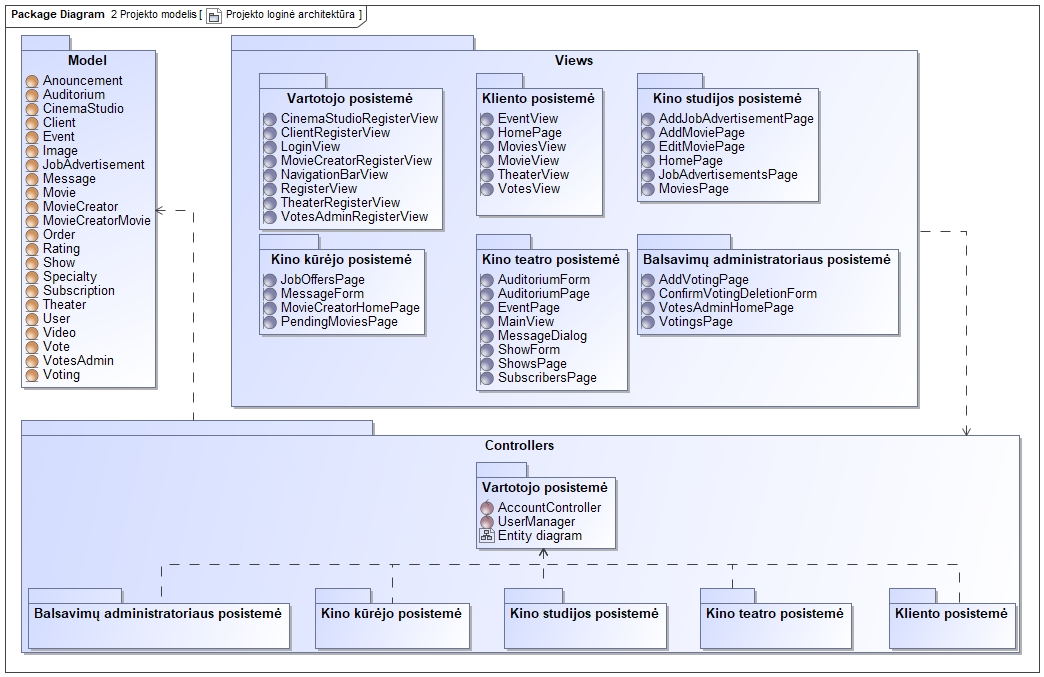 Package Diagram 2 Projekto modelis [ Projekto loginė architektūra ]
Model
Anouncement
Auditorium
CinemaStudio
Client
Event
Image
JobAdvertisement
Message
Movie
MovieCreator
MovieCreatorMovie
Order
Rating
Show
Specialty
Subscription
Theater
User
Video
Vote
VotesAdmin
Voting
Views
Vartotojo posistemė
CinemaStudioRegisterView
ClientRegisterView
LoginView
MovieCreatorRegisterView
NavigationBarView
RegisterView
TheaterRegisterView
VotesAdminRegisterView
Kliento posistemė
EventView
HomePage
MoviesView
MovieView
TheaterView
VotesView
Kino studijos posistemė
AddJobAdvertisementPage
AddMoviePage
EditMoviePage
HomePage
JobAdvertisementsPage
MoviesPage
Kino kūrėjo posistemė
JobOffersPage
MessageForm
MovieCreatorHomePage
PendingMoviesPage
Kino teatro posistemė
AuditoriumForm
AuditoriumPage
EventPage
MainView
MessageDialog
ShowForm
ShowsPage
SubscribersPage
Balsavimų administratoriaus posistemė
AddVotingPage
ConfirmVotingDeletionForm
VotesAdminHomePage
VotingsPage
Controllers
Vartotojo posistemė
AccountController
UserManager
Entity diagram
Balsavimų administratoriaus posistemė
Kino kūrėjo posistemė
Kino studijos posistemė
Kino teatro posistemė
Kliento posistemė